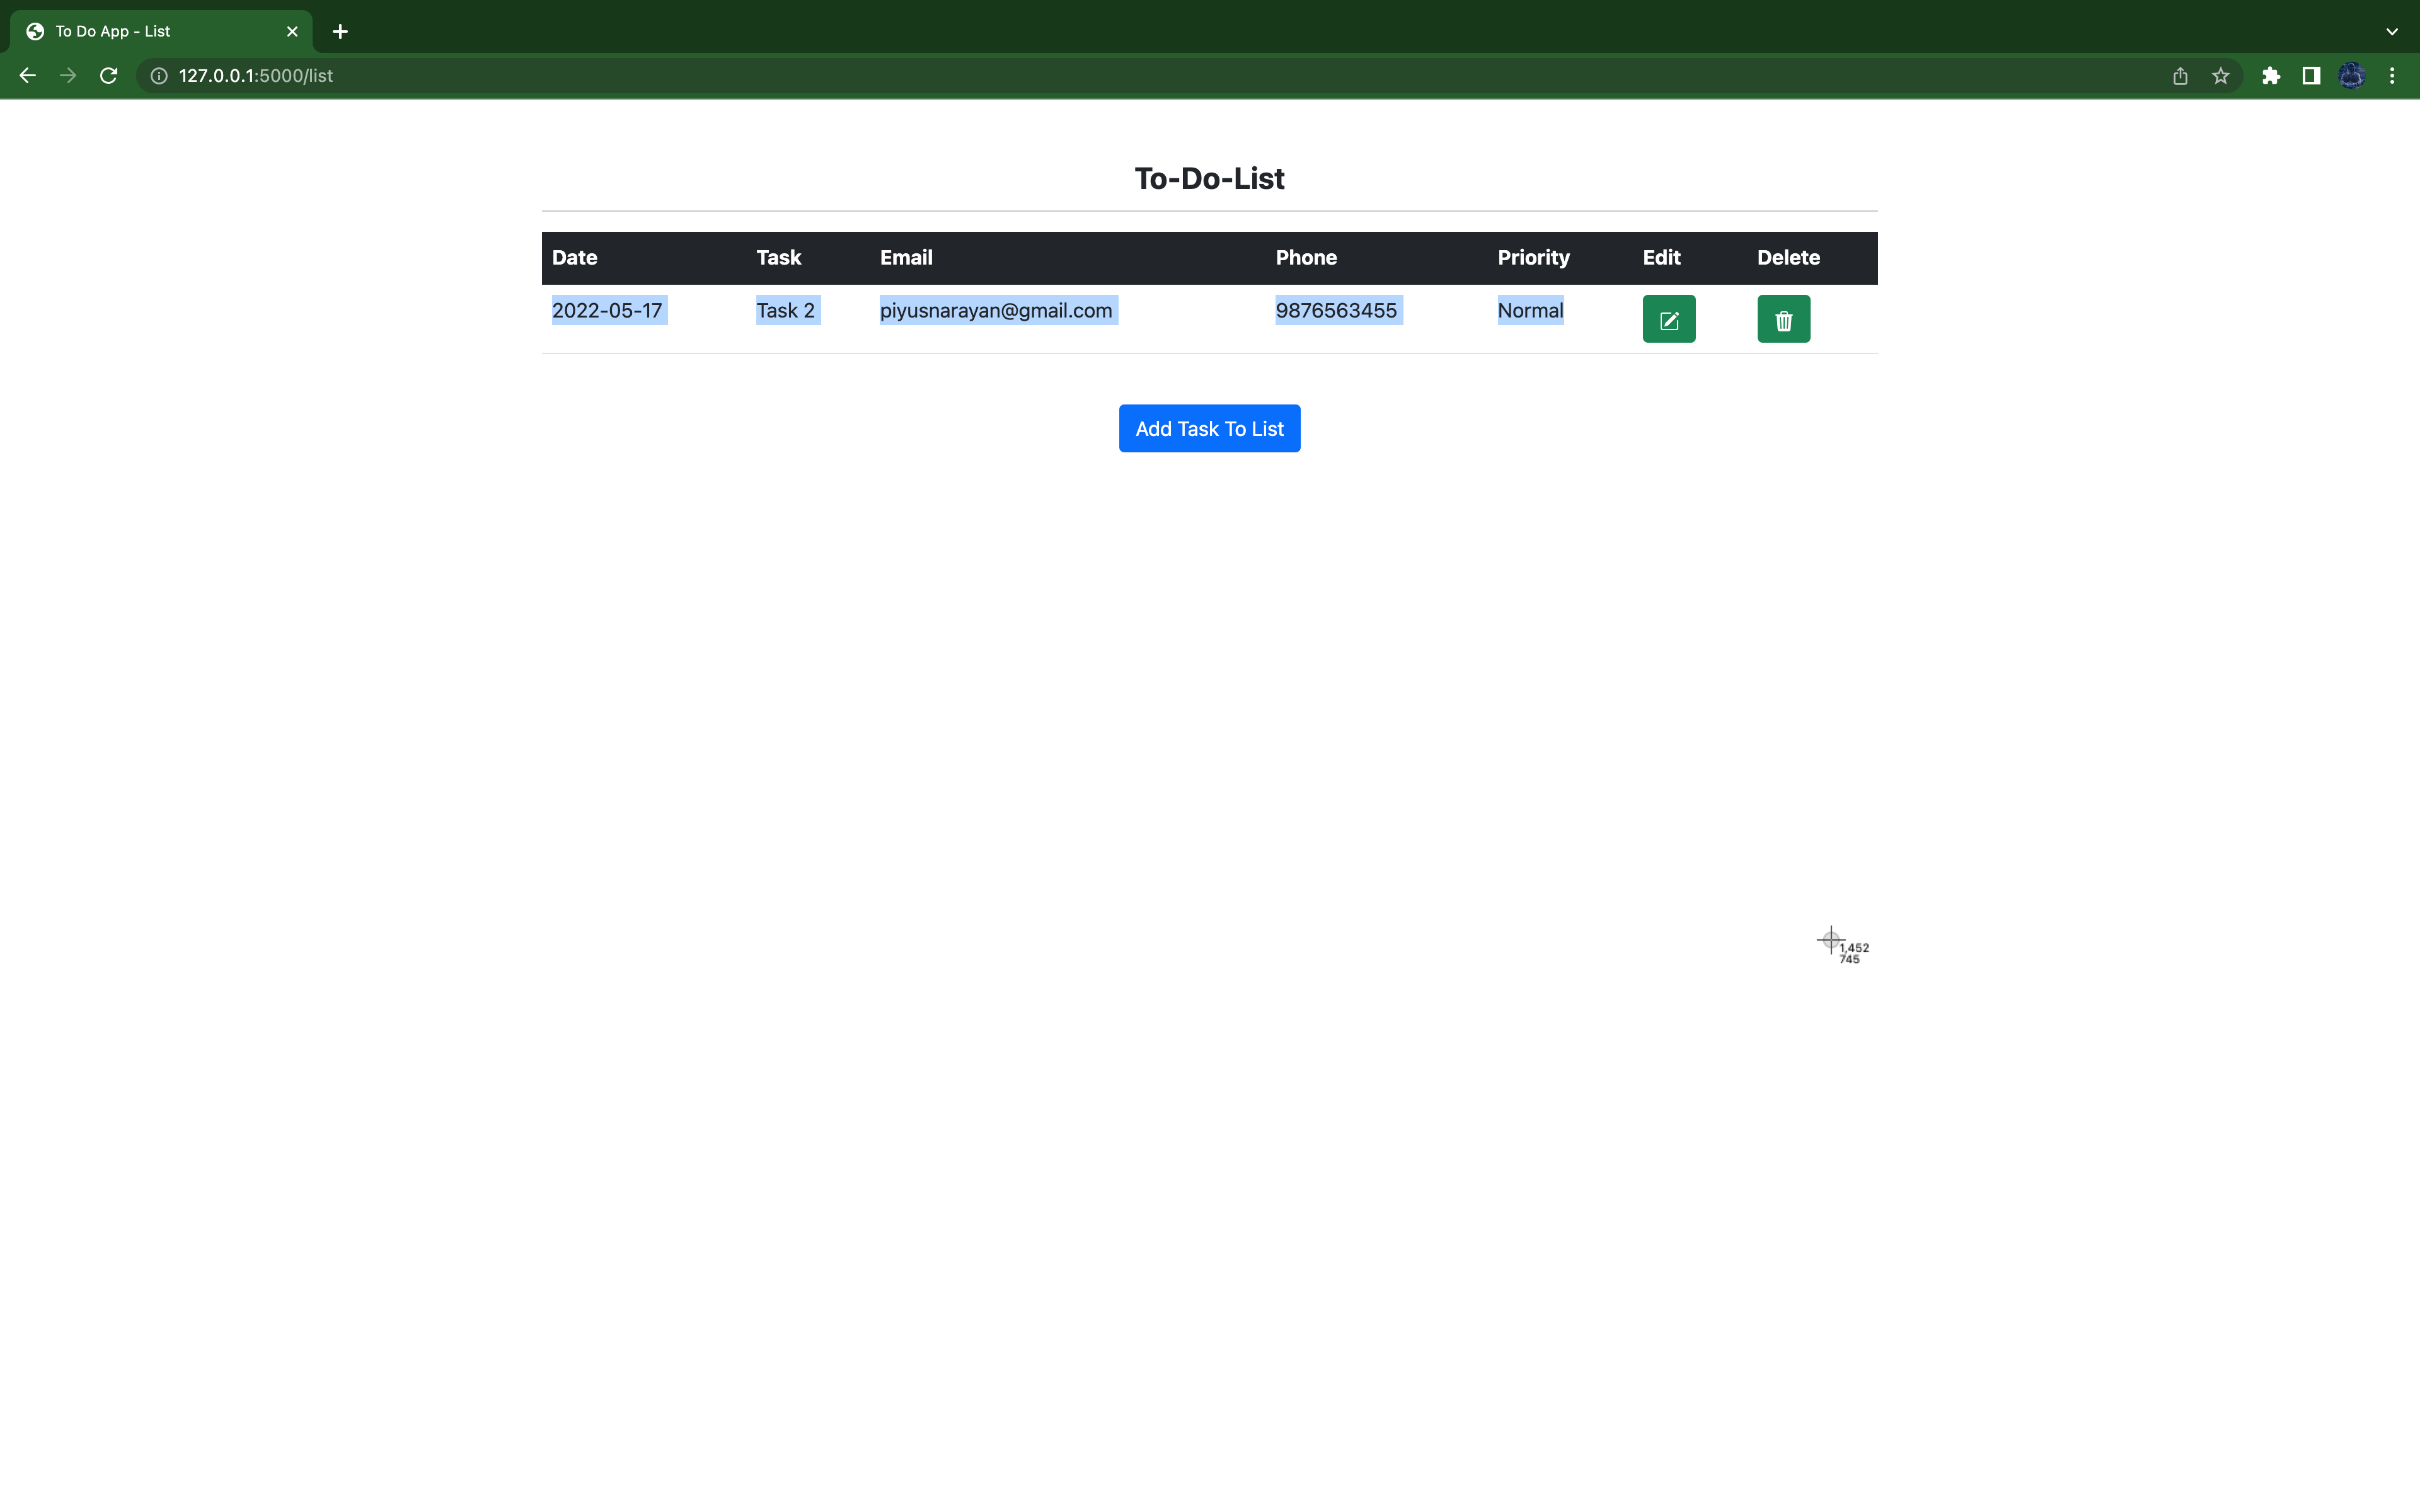 To Do App - List
127.0.0.1:5000/list
To-Do-List
Date Task Email Phone Priority Edit Delete
2022-05-17 Task 2 piyusnarayan@gmail.com 9876563455 Normal
Add Task To List
1,452
745